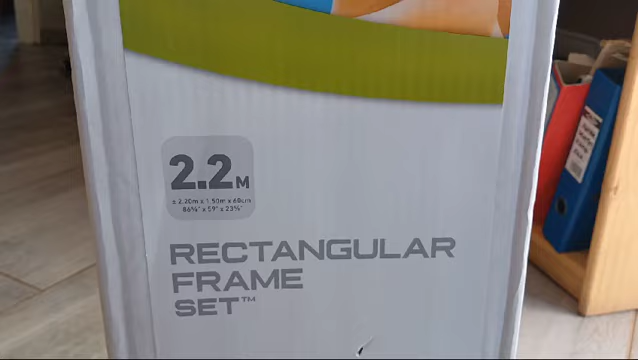 2.2M
± 2.20m x 1.50m x 60cm
86⅝" x 59" x 23⅝"
RECTANGULAR
FRAME
SET™